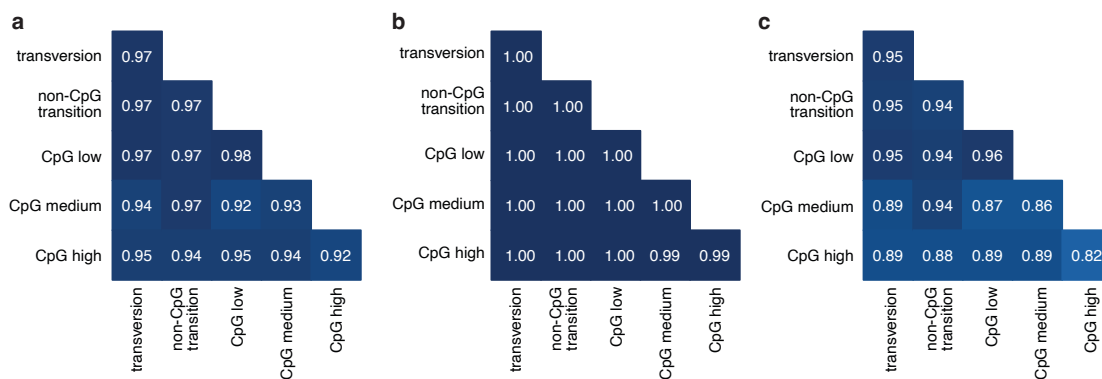 a
transversion 0.97
non-CpG
transition 0.97 0.97
CpG low 0.97 0.97 0.98
CpG medium 0.94 0.97 0.92 0.93
CpG high 0.95 0.94 0.95 0.94 0.92
transversion
non-CpG
transition
CpG low
CpG medium
CpG high
b
transversion 1.00
non-CpG
transition 1.00 1.00
CpG low 1.00 1.00 1.00
CpG medium 1.00 1.00 1.00 1.00
CpG high 1.00 1.00 1.00 0.99 0.99
transversion
non-CpG
transition
CpG low
CpG medium
CpG high
c
transversion 0.95
non-CpG
transition 0.95 0.94
CpG low 0.95 0.94 0.96
CpG medium 0.89 0.94 0.87 0.86
CpG high 0.89 0.88 0.89 0.89 0.82
transversion
non-CpG
transition
CpG low
CpG medium
CpG high